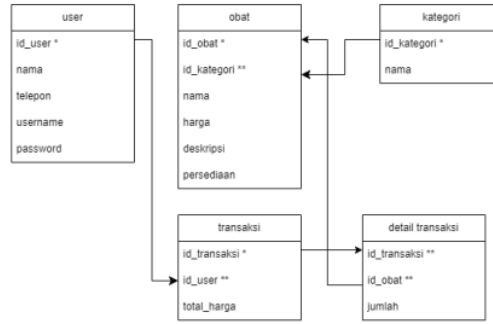 user
id_user *
nama
telepon
username
password
obat
id_obat *
id_kategori **
nama
harga
deskripsi
persediaan
kategori
id_kategori *
nama
transaksi
id_transaksi *
id_user **
total_harga
detail transaksi
id_transaksi **
id_obat **
jumlah